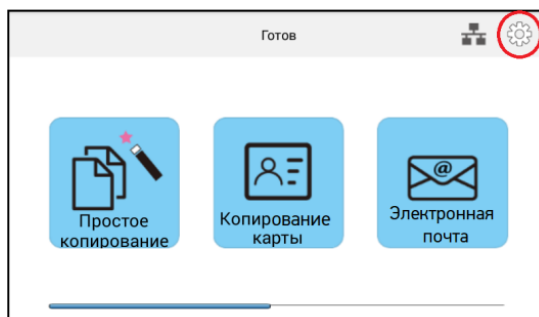 Готов
Простое
копирование
Копирование
карты
@
Электронная
почта